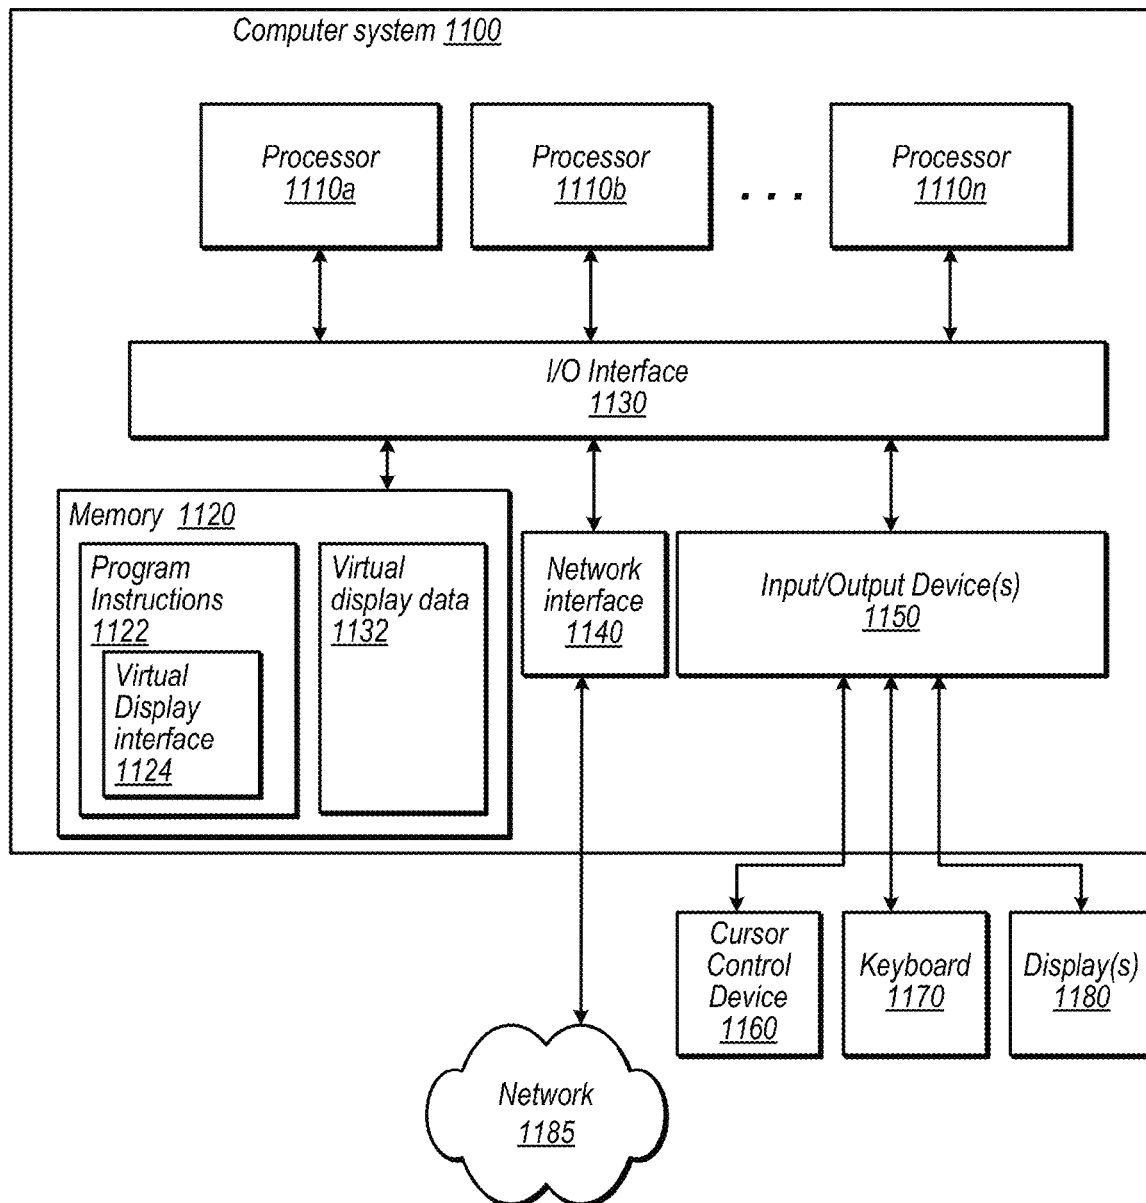 Computer system 1100
Processor
1110a
Processor
1110b
. . .
Processor
1110n
I/O Interface
1130
Memory 1120
Program
Instructions
1122
Virtual
Display
interface
1124
Virtual
display data
1132
Network
interface
1140
Input/Output Device(s)
1150
Cursor
Control
Device
1160
Keyboard
1170
Display(s)
1180
Network
1185